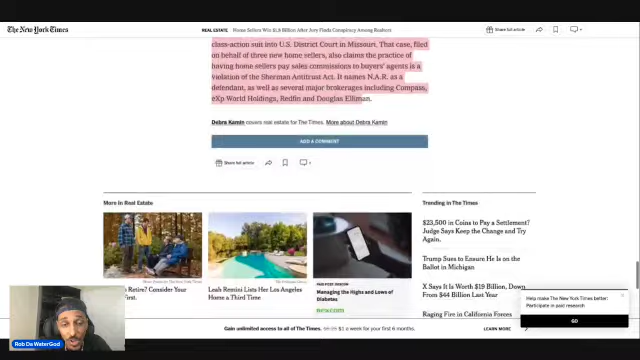 The New York Times
REAL ESTATE Home Sellers Win $1.8 Billion After Jury Finds Conspiracy Among Realtors
Share full article
class-action suit into U.S. District Court in Missouri. That case, filed
on behalf of three new home sellers, also claims the practice of
having home sellers pay sales commissions to buyers' agents is a
violation of the Sherman Antitrust Act. It names N.A.R. as a
defendant, as well as several major brokerages including Compass,
eXp World Holdings, Redfin and Douglas Elliman.
Debra Kamin covers real estate for The Times. More about Debra Kamin
ADD A COMMENT
Share full article
More in Real Estate
Trending in The Times
Retire? Consider Your
First.
Leah Remini Lists Her Los Angeles
Home a Third Time
Managing the Highs and Lows of
Diabetes
$23,500 in Coins to Pay a Settlement?
Judge Says Keep the Change and Try
Again.
Trump Sues to Ensure He Is on the
Ballot in Michigan
X Says It Is Worth $19 Billion, Down
From $44 Billion Last Year
Raging Fire in California Forces
Help make The New York Times better:
Participate in paid research
GO
Rob Da WaterGod
Gain unlimited access to all of The Times. $1 a week for your first 6 months.
LEARN MORE